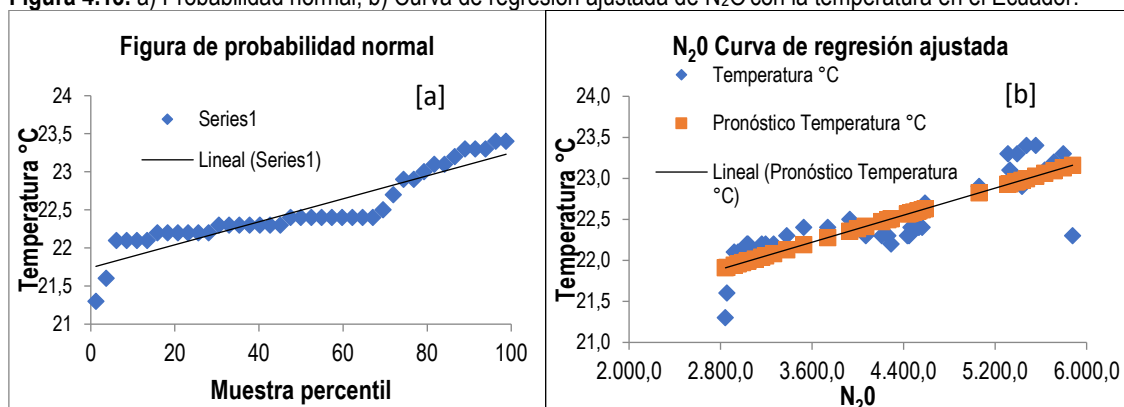 Figura 4.16. a) Probabilidad normal, b) Curva de regresión ajustada de N₂O con la temperatura en el Ecuador.
Figura de probabilidad normal
[a]
Series1
Lineal (Series1)
Temperatura °C
24
23,5
23
22,5
22
21,5
21
0
20
40
60
80
100
Muestra percentil
N₂0 Curva de regresión ajustada
[b]
Temperatura °C
Pronóstico Temperatura °C
Lineal (Pronóstico Temperatura
°C)
Temperatura °C
24,0
23,5
23,0
22,5
22,0
21,5
21,0
2.000,0
2.800,0
3.600,0
4.400,0
5.200,0
6.000,0
N₂0